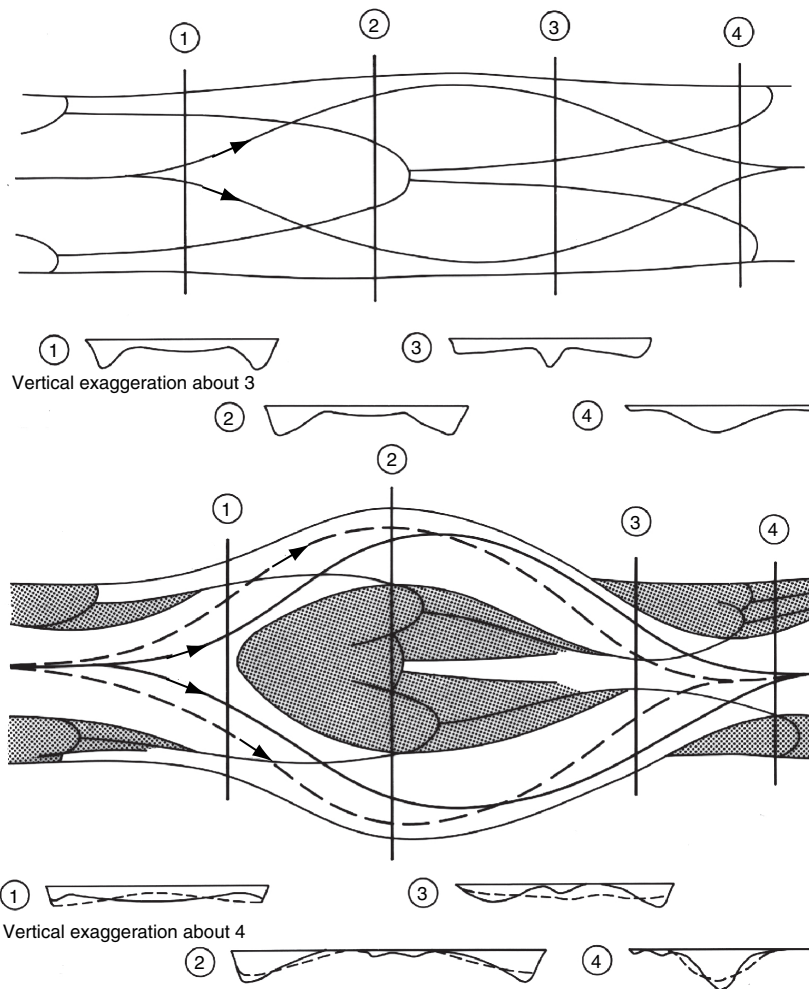 ① ② ③ ④
① ③
Vertical exaggeration about 3
② ④
②
① ③ ④
① ③
Vertical exaggeration about 4
② ④